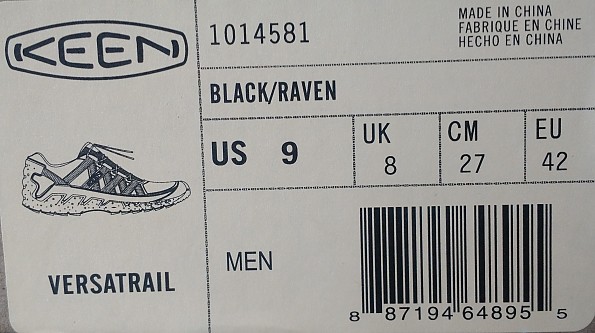 KEEN
1014581
MADE IN CHINA
FABRIQUE EN CHINE
HECHO EN CHINA
BLACK/RAVEN
US 9
UK 8
CM 27
EU 42
VERSATRAIL
MEN
8 87194 64895 5